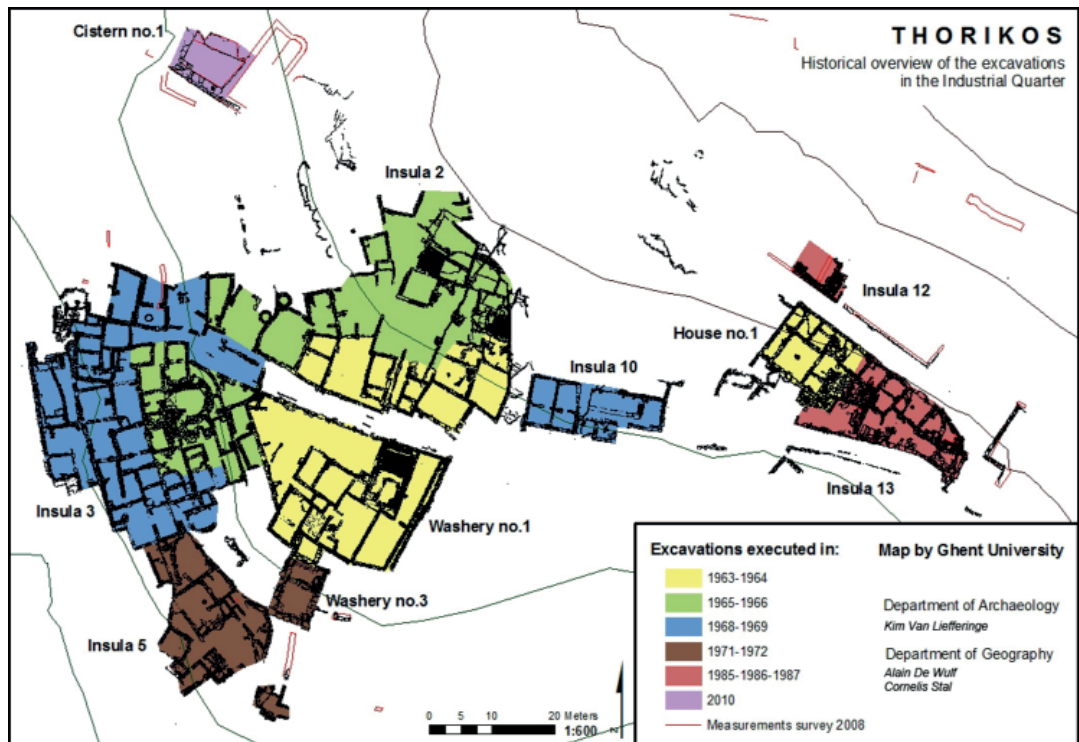 THORIKOS
Historical overview of the excavations
in the Industrial Quarter
Cistern no.1
Insula 2
Insula 12
House no.1
Insula 10
Insula 3
Insula 13
Washery no.1
Washery no.3
Insula 5
0 5 10 20 Meters
1:600
z
Excavations executed in:
1963-1964
1965-1966
1968-1969
1971-1972
1985-1986-1987
2010
Measurements survey 2008
Map by Ghent University
Department of Archaeology
Kim Van Liefferinge
Department of Geography
Alain De Wulf
Cornelis Stal